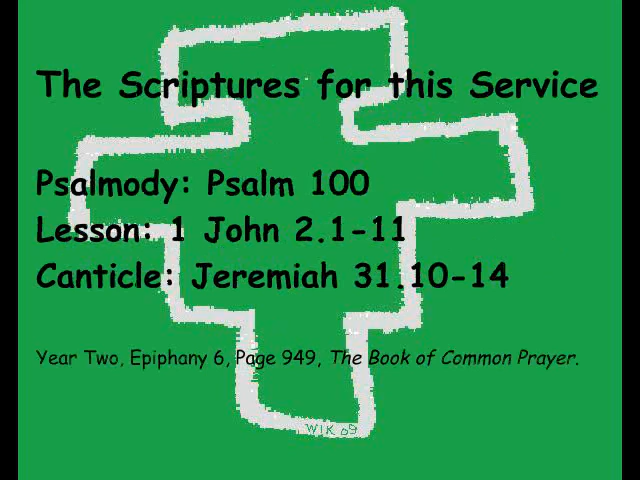 The Scriptures for this Service
Psalmody: Psalm 100
Lesson: 1 John 2.1-11
Canticle: Jeremiah 31.10-14
Year Two, Epiphany 6, Page 949, The Book of Common Prayer.
WIK 09